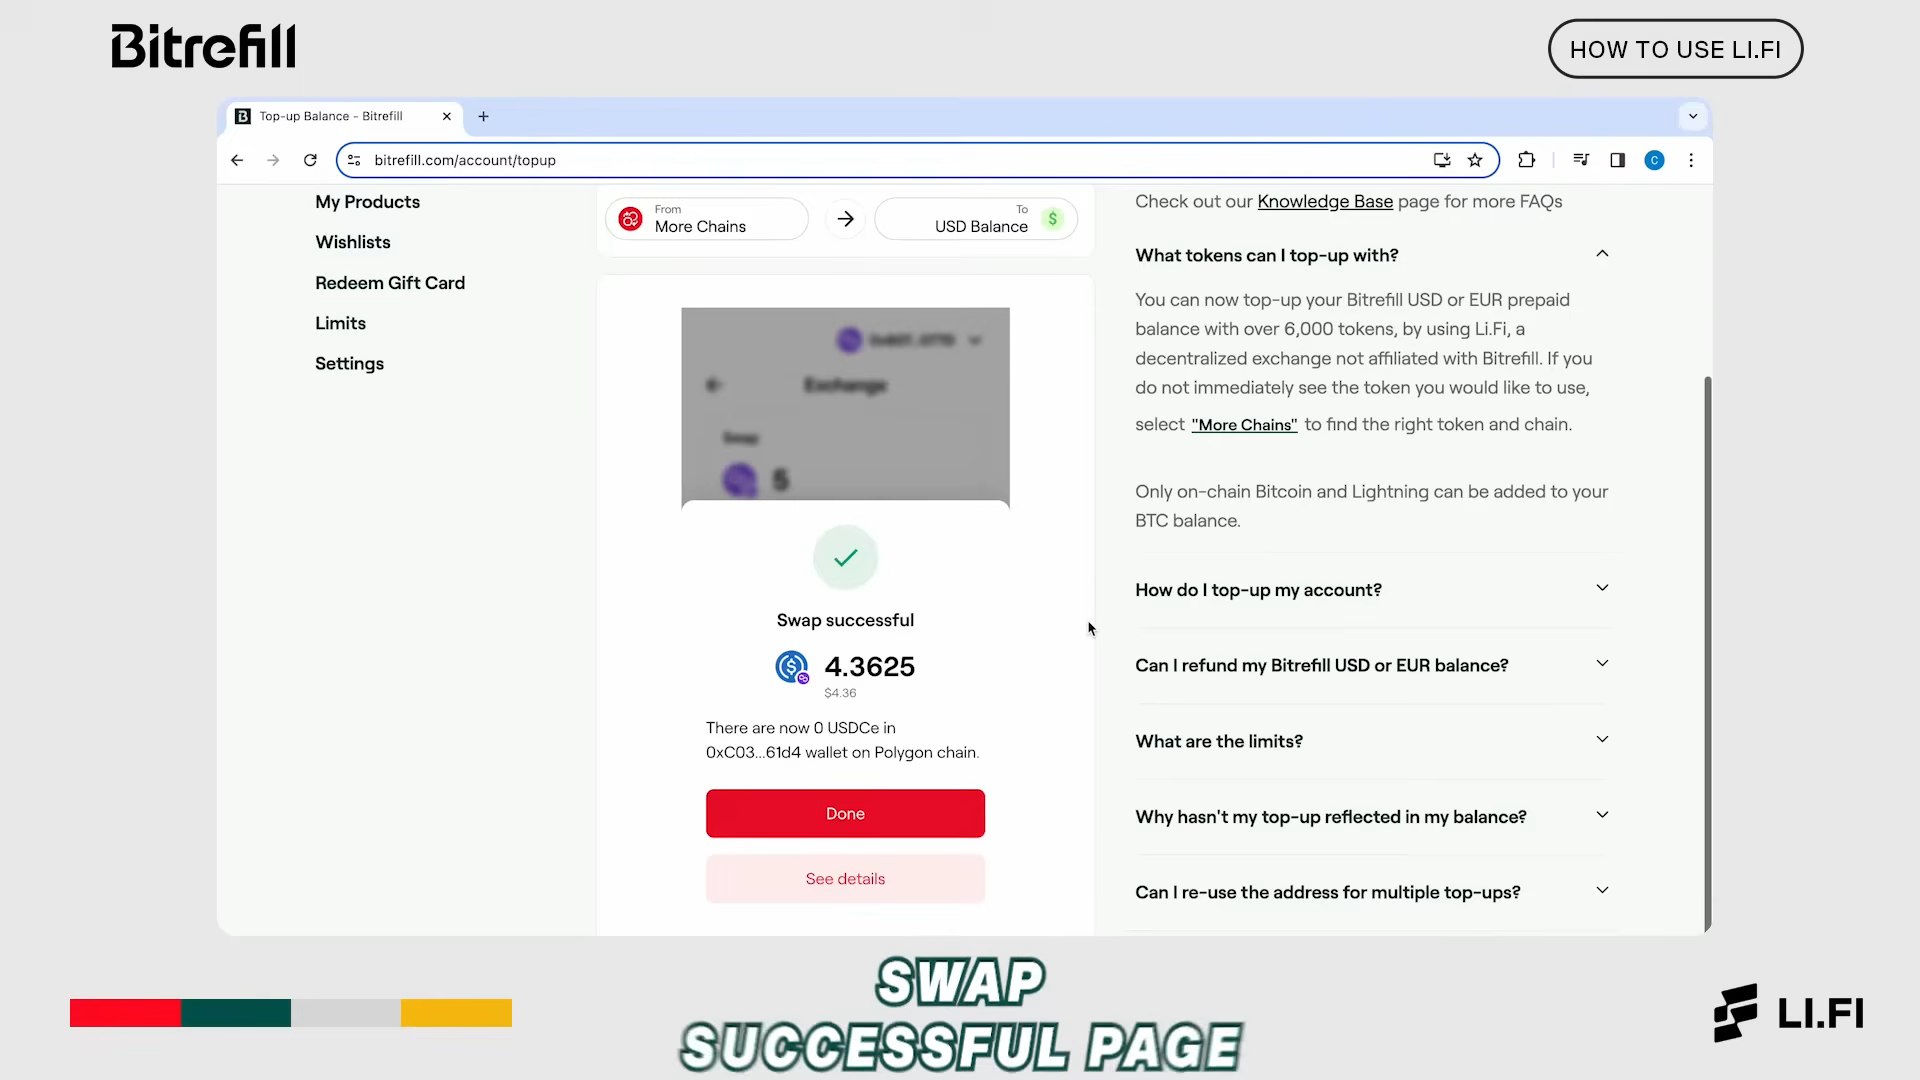 Bitrefill
HOW TO USE LI.FI
Top-up Balance - Bitrefill
bitrefill.com/account/topup
C
My Products
Wishlists
Redeem Gift Card
Limits
Settings
From
More Chains
To
USD Balance
Exchange
Swap
5
Swap successful
4.3625
$4.36
There are now 0 USDCe in
0xC03...61d4 wallet on Polygon chain.
Done
See details
Check out our Knowledge Base page for more FAQs
What tokens can I top-up with?
You can now top-up your Bitrefill USD or EUR prepaid
balance with over 6,000 tokens, by using Li.Fi, a
decentralized exchange not affiliated with Bitrefill. If you
do not immediately see the token you would like to use,
select "More Chains" to find the right token and chain.
Only on-chain Bitcoin and Lightning can be added to your
BTC balance.
How do I top-up my account?
Can I refund my Bitrefill USD or EUR balance?
What are the limits?
Why hasn't my top-up reflected in my balance?
Can I re-use the address for multiple top-ups?
SWAP
SUCCESSFUL PAGE
LI.FI